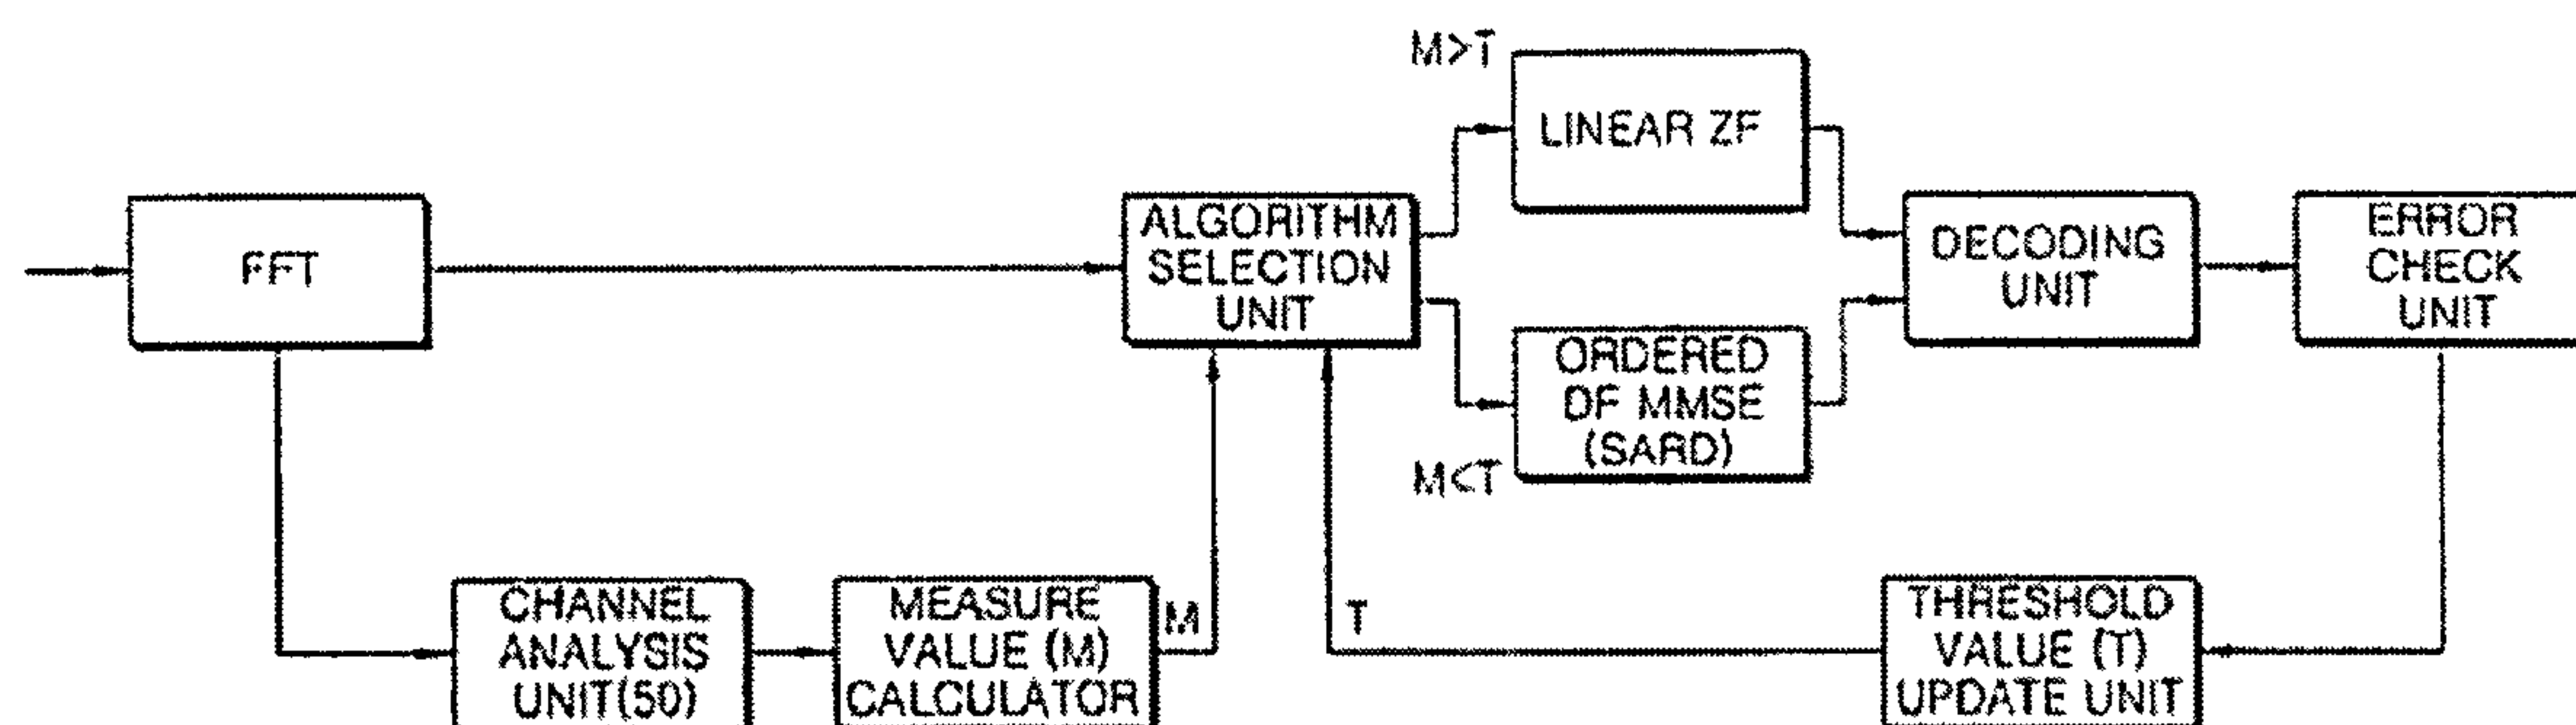 M>T
LINEAR ZF
FFT
ALGORITHM
SELECTION
UNIT
DECODING
UNIT
ERROR
CHECK
UNIT
ORDERED
DF MMSE
(SARD)
M<T
CHANNEL
ANALYSIS
UNIT(50)
MEASURE
VALUE (M)
CALCULATOR
M
T
THRESHOLD
VALUE (T)
UPDATE UNIT